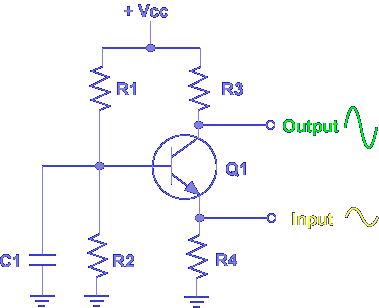 + Vcc
R1
R3
Output
Q1
Input
C1
R2
R4